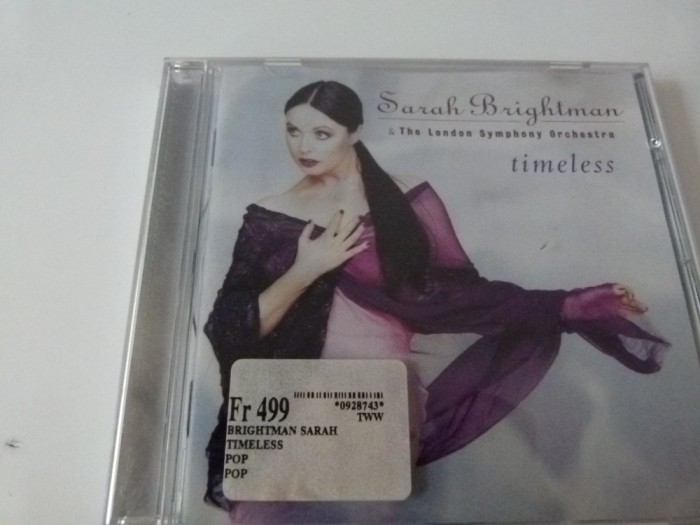 Sarah Brightman
& The London Symphony Orchestra
timeless
Fr 499
*0928743*
TWW
BRIGHTMAN SARAH
TIMELESS
POP
POP